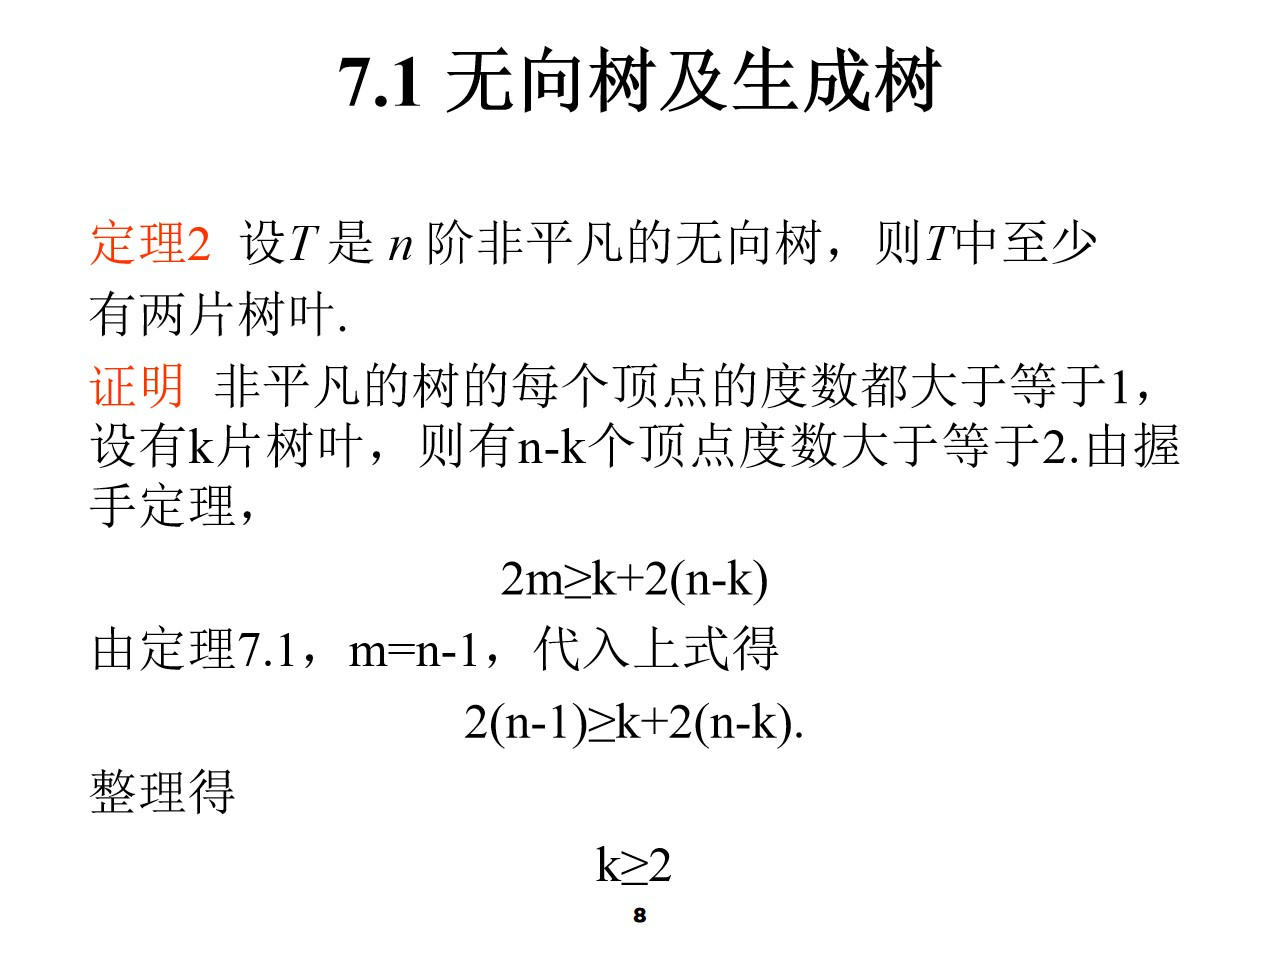 7.1 无向树及生成树
定理2 设T 是 n 阶非平凡的无向树，则T中至少
有两片树叶.
证明 非平凡的树的每个顶点的度数都大于等于1，
设有k片树叶，则有n-k个顶点度数大于等于2.由握
手定理，
2m≥k+2(n-k)
由定理7.1，m=n-1，代入上式得
2(n-1)≥k+2(n-k).
整理得
k≥2
8